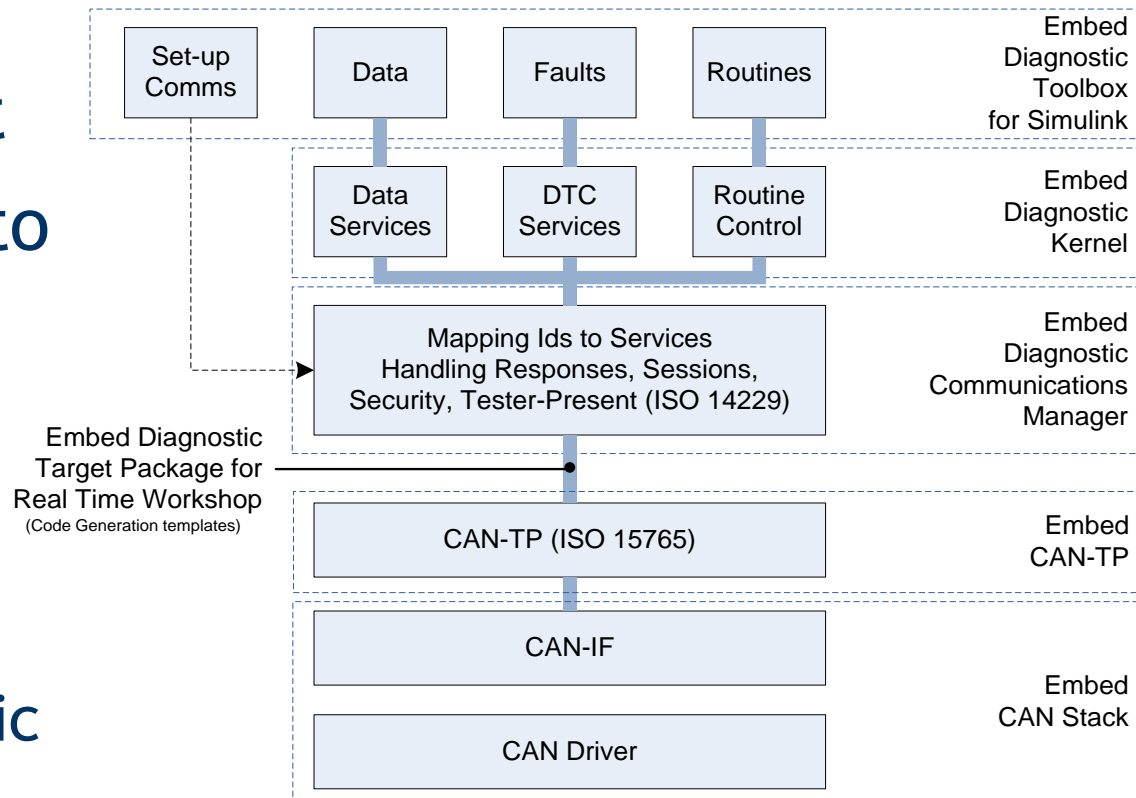 t
to
ic
Set-up
Comms
Data
Faults
Routines
Embed
Diagnostic
Toolbox
for Simulink
Data
Services
DTC
Services
Routine
Control
Embed
Diagnostic
Kernel
Mapping Ids to Services
Handling Responses, Sessions,
Security, Tester-Present (ISO 14229)
Embed
Diagnostic
Communications
Manager
Embed Diagnostic
Target Package for
Real Time Workshop
(Code Generation templates)
CAN-TP (ISO 15765)
Embed
CAN-TP
CAN-IF
CAN Driver
Embed
CAN Stack